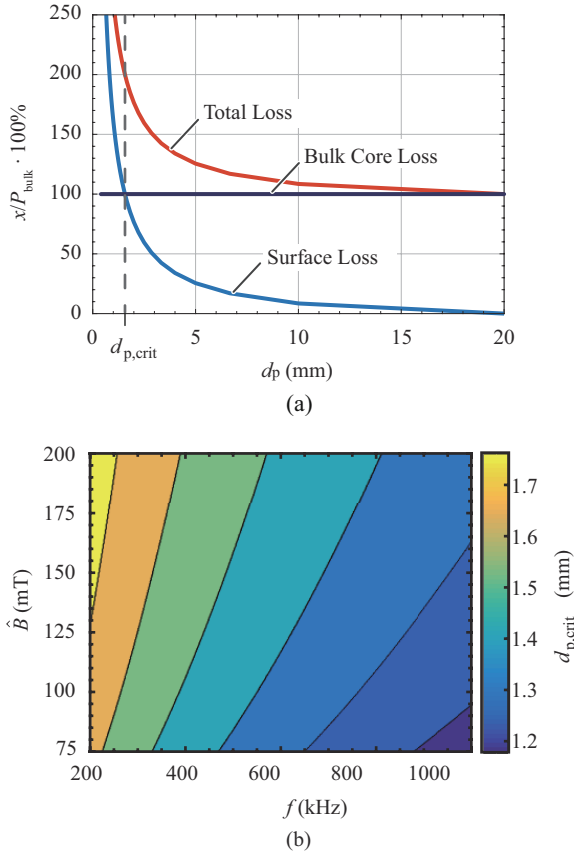 250
200
150
100
50
0
x/P_bulk · 100%
Total Loss
Bulk Core Loss
Surface Loss
0 5 10 15 20
d_p,crit
d_p (mm)
(a)
200
175
150
125
100
75
B̂ (mT)
200 400 600 800 1000
f (kHz)
1.7
1.6
1.5
1.4
1.3
1.2
d_p,crit (mm)
(b)